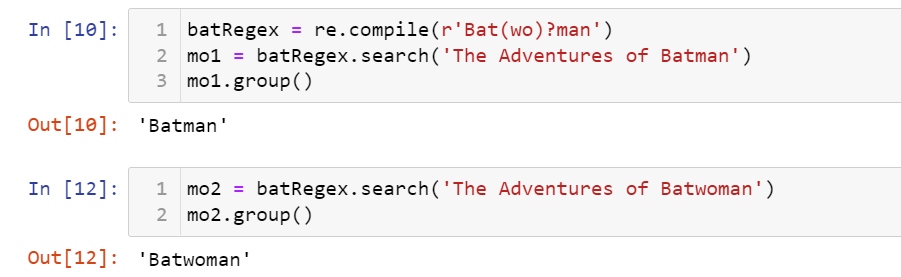 In [10]:
1 batRegex = re.compile(r'Bat(wo)?man')
2 mo1 = batRegex.search('The Adventures of Batman')
3 mo1.group()
Out[10]: 'Batman'
In [12]:
1 mo2 = batRegex.search('The Adventures of Batwoman')
2 mo2.group()
Out[12]: 'Batwoman'